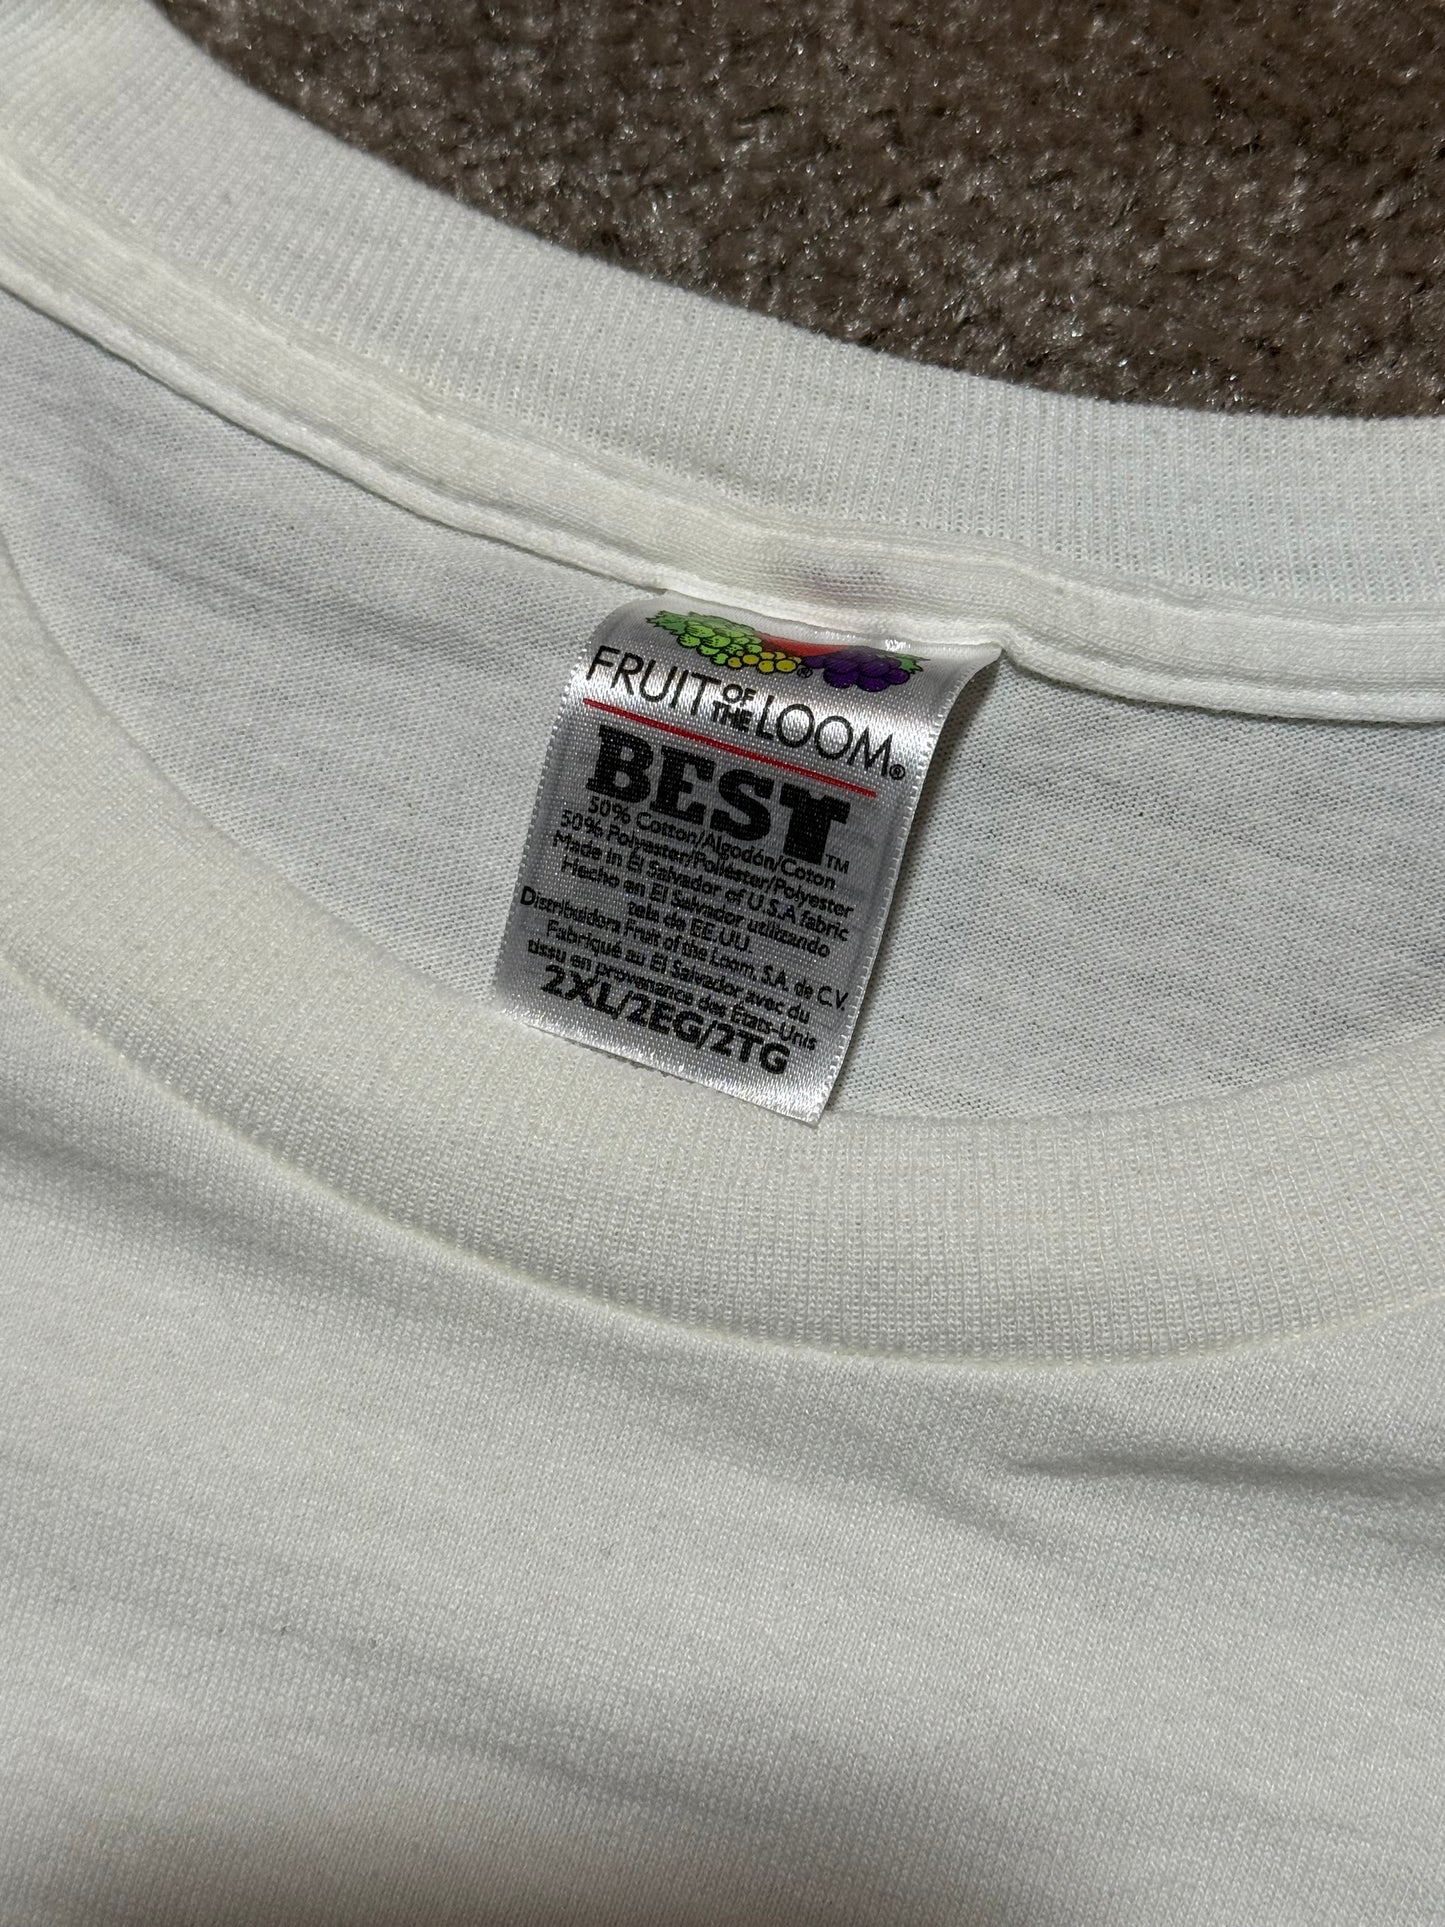 FRUIT OF THE LOOM®
BEST™
50% Cotton/Algodón/Coton
50% Polyester/Poliéster/Polyester
Made in El Salvador of U.S.A fabric
Hecho en El Salvador utilizando
tela de EE.UU.
Distribuidora Fruit of the Loom, S.A. de C.V.
Fabriqué au El Salvador avec du
tissu en provenance des États-Unis
2XL/2EG/2TG